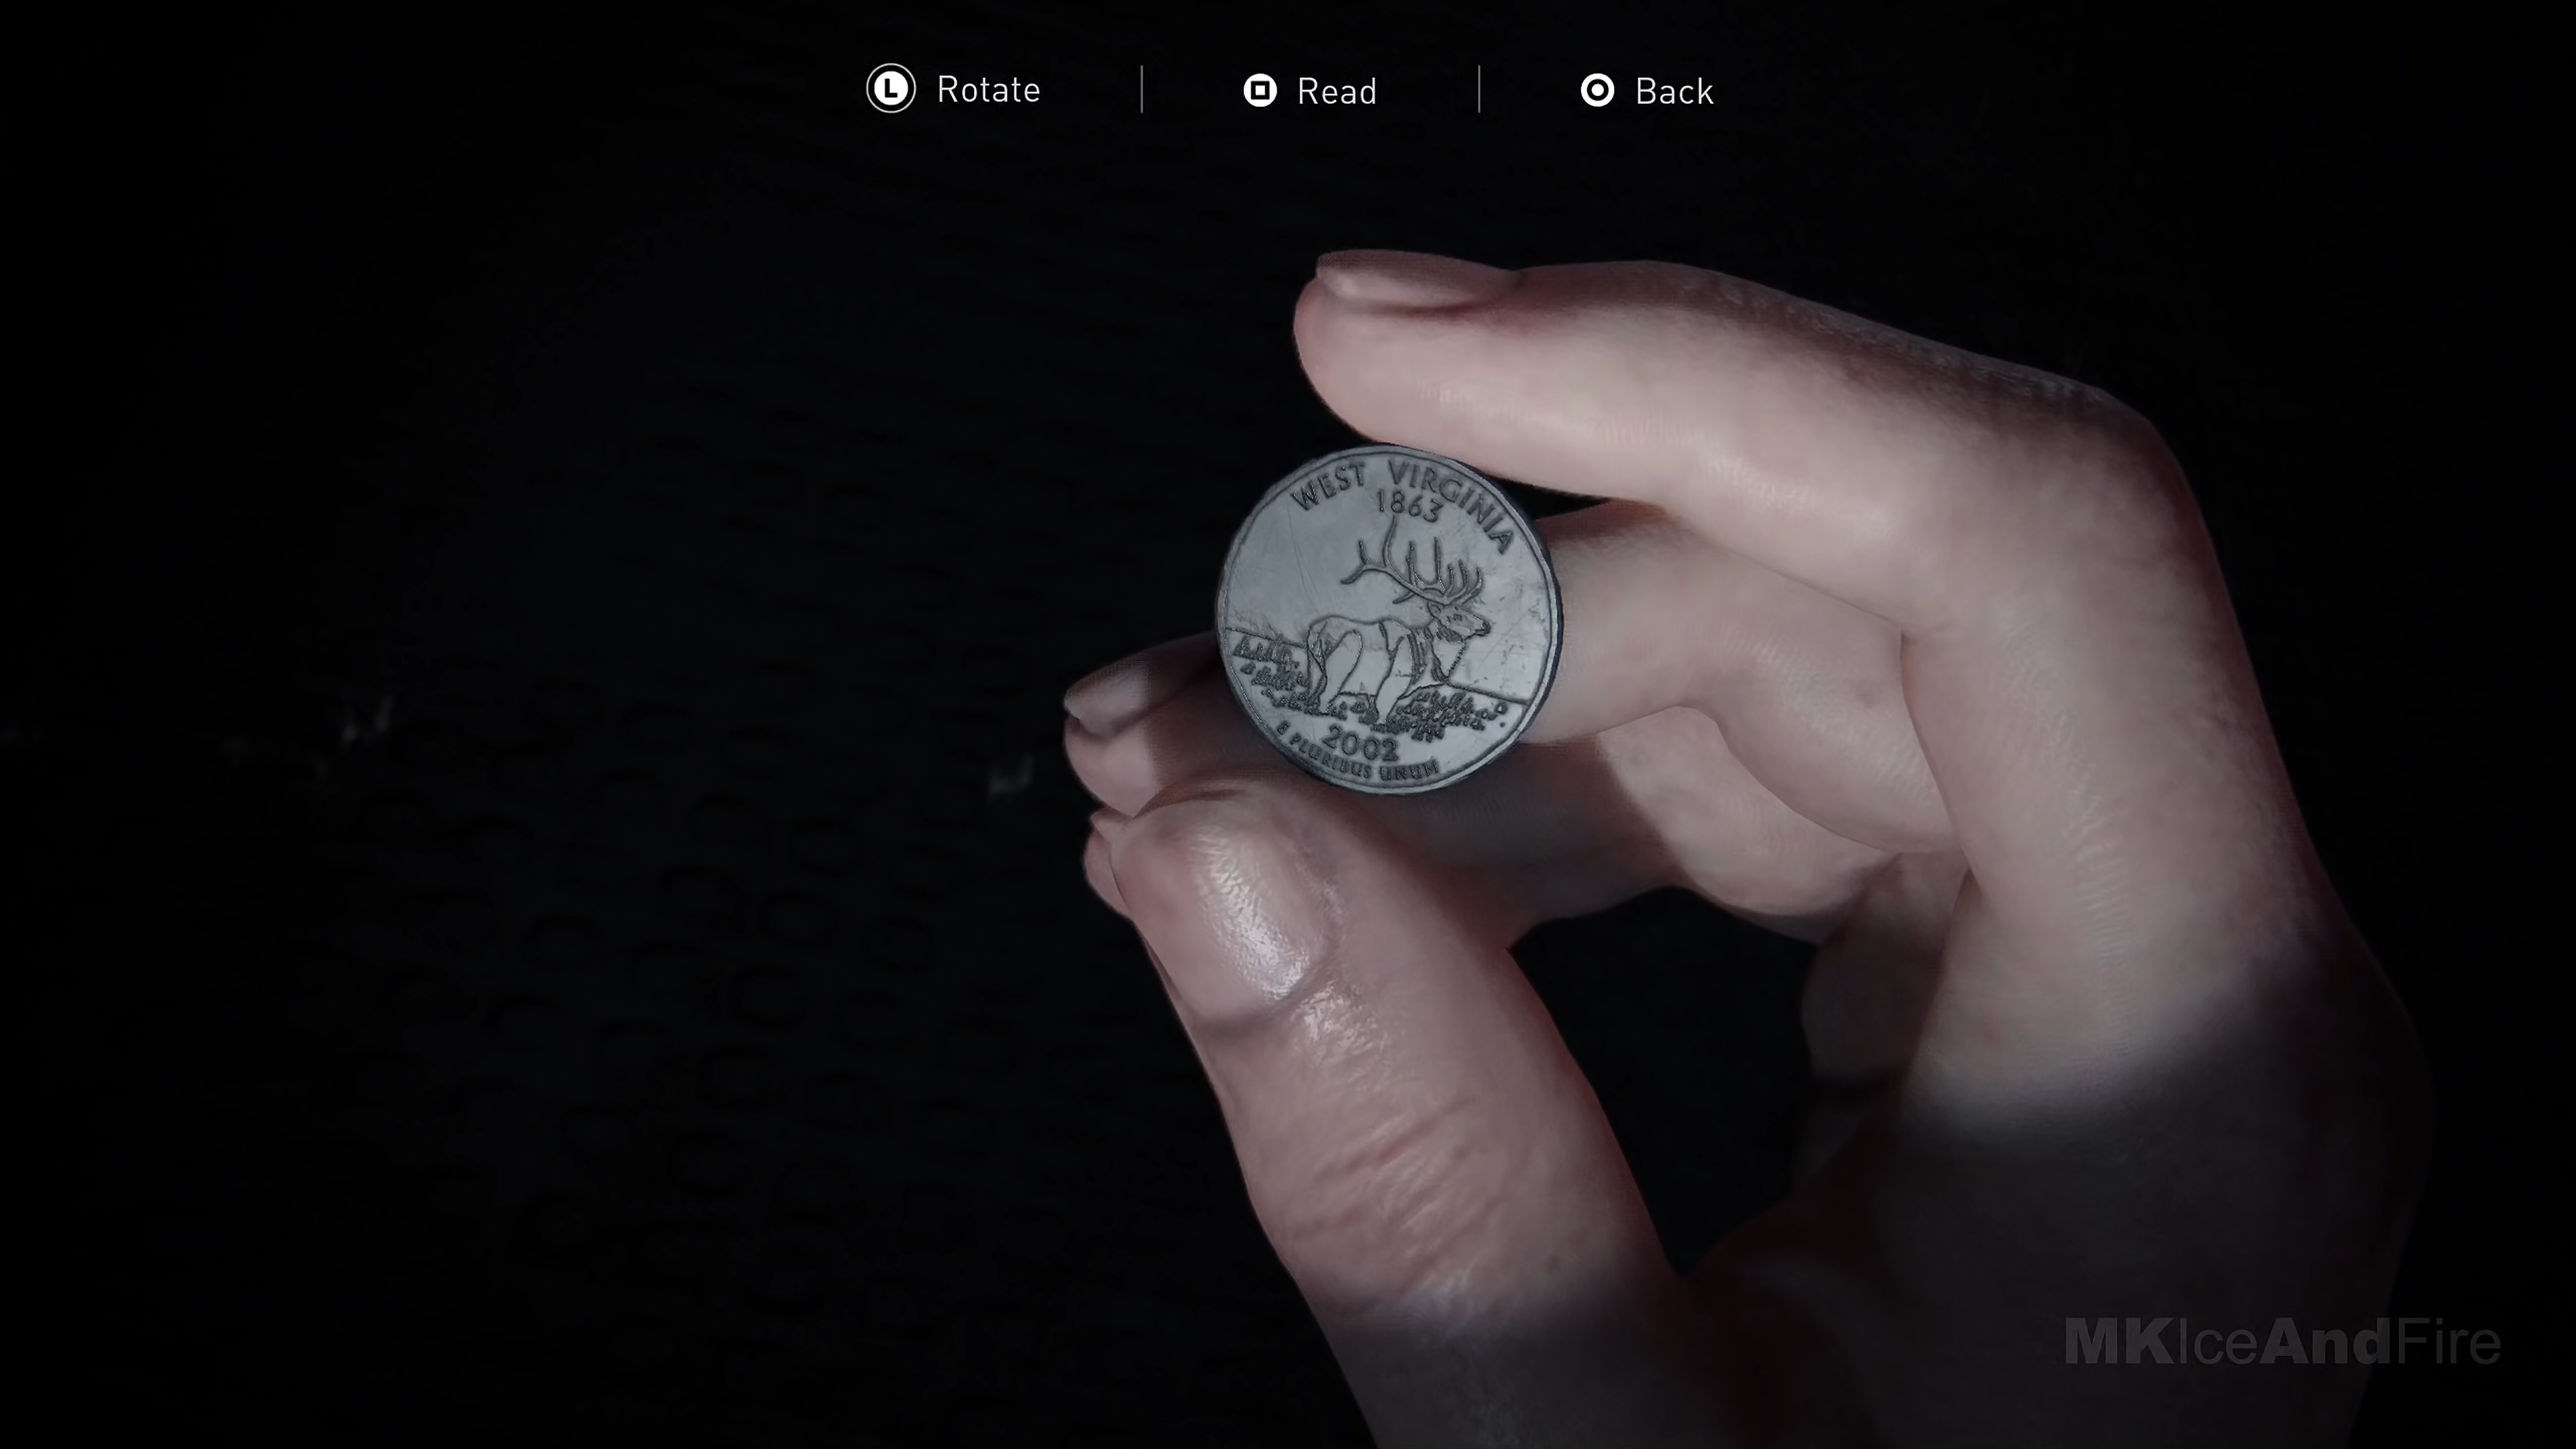 Rotate
Read
Back
WEST VIRGINIA
1863
2002
E PLURIBUS UNUM
MKIceAndFire